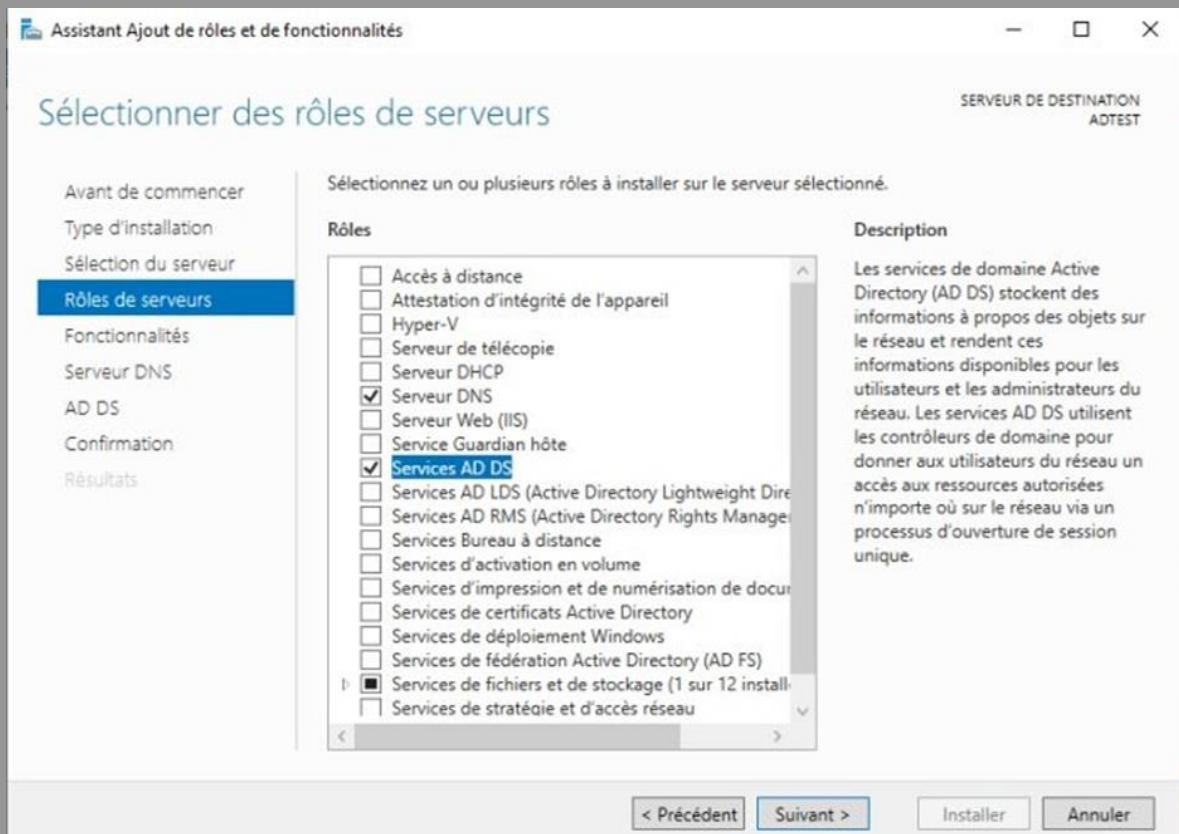 Assistant Ajout de rôles et de fonctionnalités
Sélectionner des rôles de serveurs
SERVEUR DE DESTINATION
ADTEST
Avant de commencer
Type d'installation
Sélection du serveur
Rôles de serveurs
Fonctionnalités
Serveur DNS
AD DS
Confirmation
Résultats
Sélectionnez un ou plusieurs rôles à installer sur le serveur sélectionné.
Rôles
Accès à distance
Attestation d'intégrité de l'appareil
Hyper-V
Serveur de télécopie
Serveur DHCP
Serveur DNS
Serveur Web (IIS)
Service Guardian hôte
Services AD DS
Services AD LDS (Active Directory Lightweight Dire
Services AD RMS (Active Directory Rights Manage
Services Bureau à distance
Services d'activation en volume
Services d'impression et de numérisation de docu
Services de certificats Active Directory
Services de déploiement Windows
Services de fédération Active Directory (AD FS)
Services de fichiers et de stockage (1 sur 12 install
Services de stratégie et d'accès réseau
Description
Les services de domaine Active
Directory (AD DS) stockent des
informations à propos des objets sur
le réseau et rendent ces
informations disponibles pour les
utilisateurs et les administrateurs du
réseau. Les services AD DS utilisent
les contrôleurs de domaine pour
donner aux utilisateurs du réseau un
accès aux ressources autorisées
n'importe où sur le réseau via un
processus d'ouverture de session
unique.
< Précédent
Suivant >
Installer
Annuler